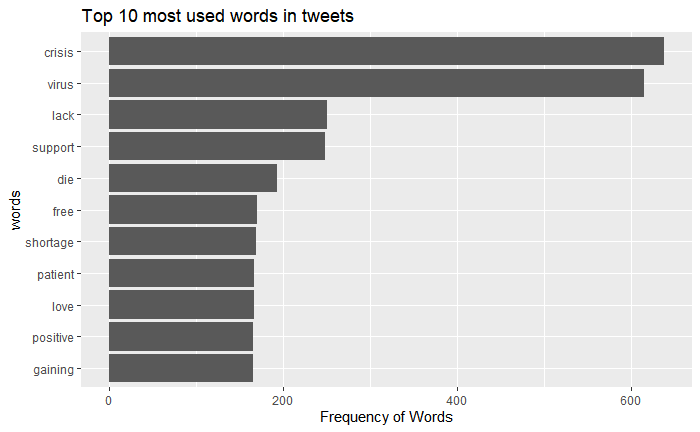 Top 10 most used words in tweets
words
crisis
virus
lack
support
die
free
shortage
patient
love
positive
gaining
0 200 400 600
Frequency of Words